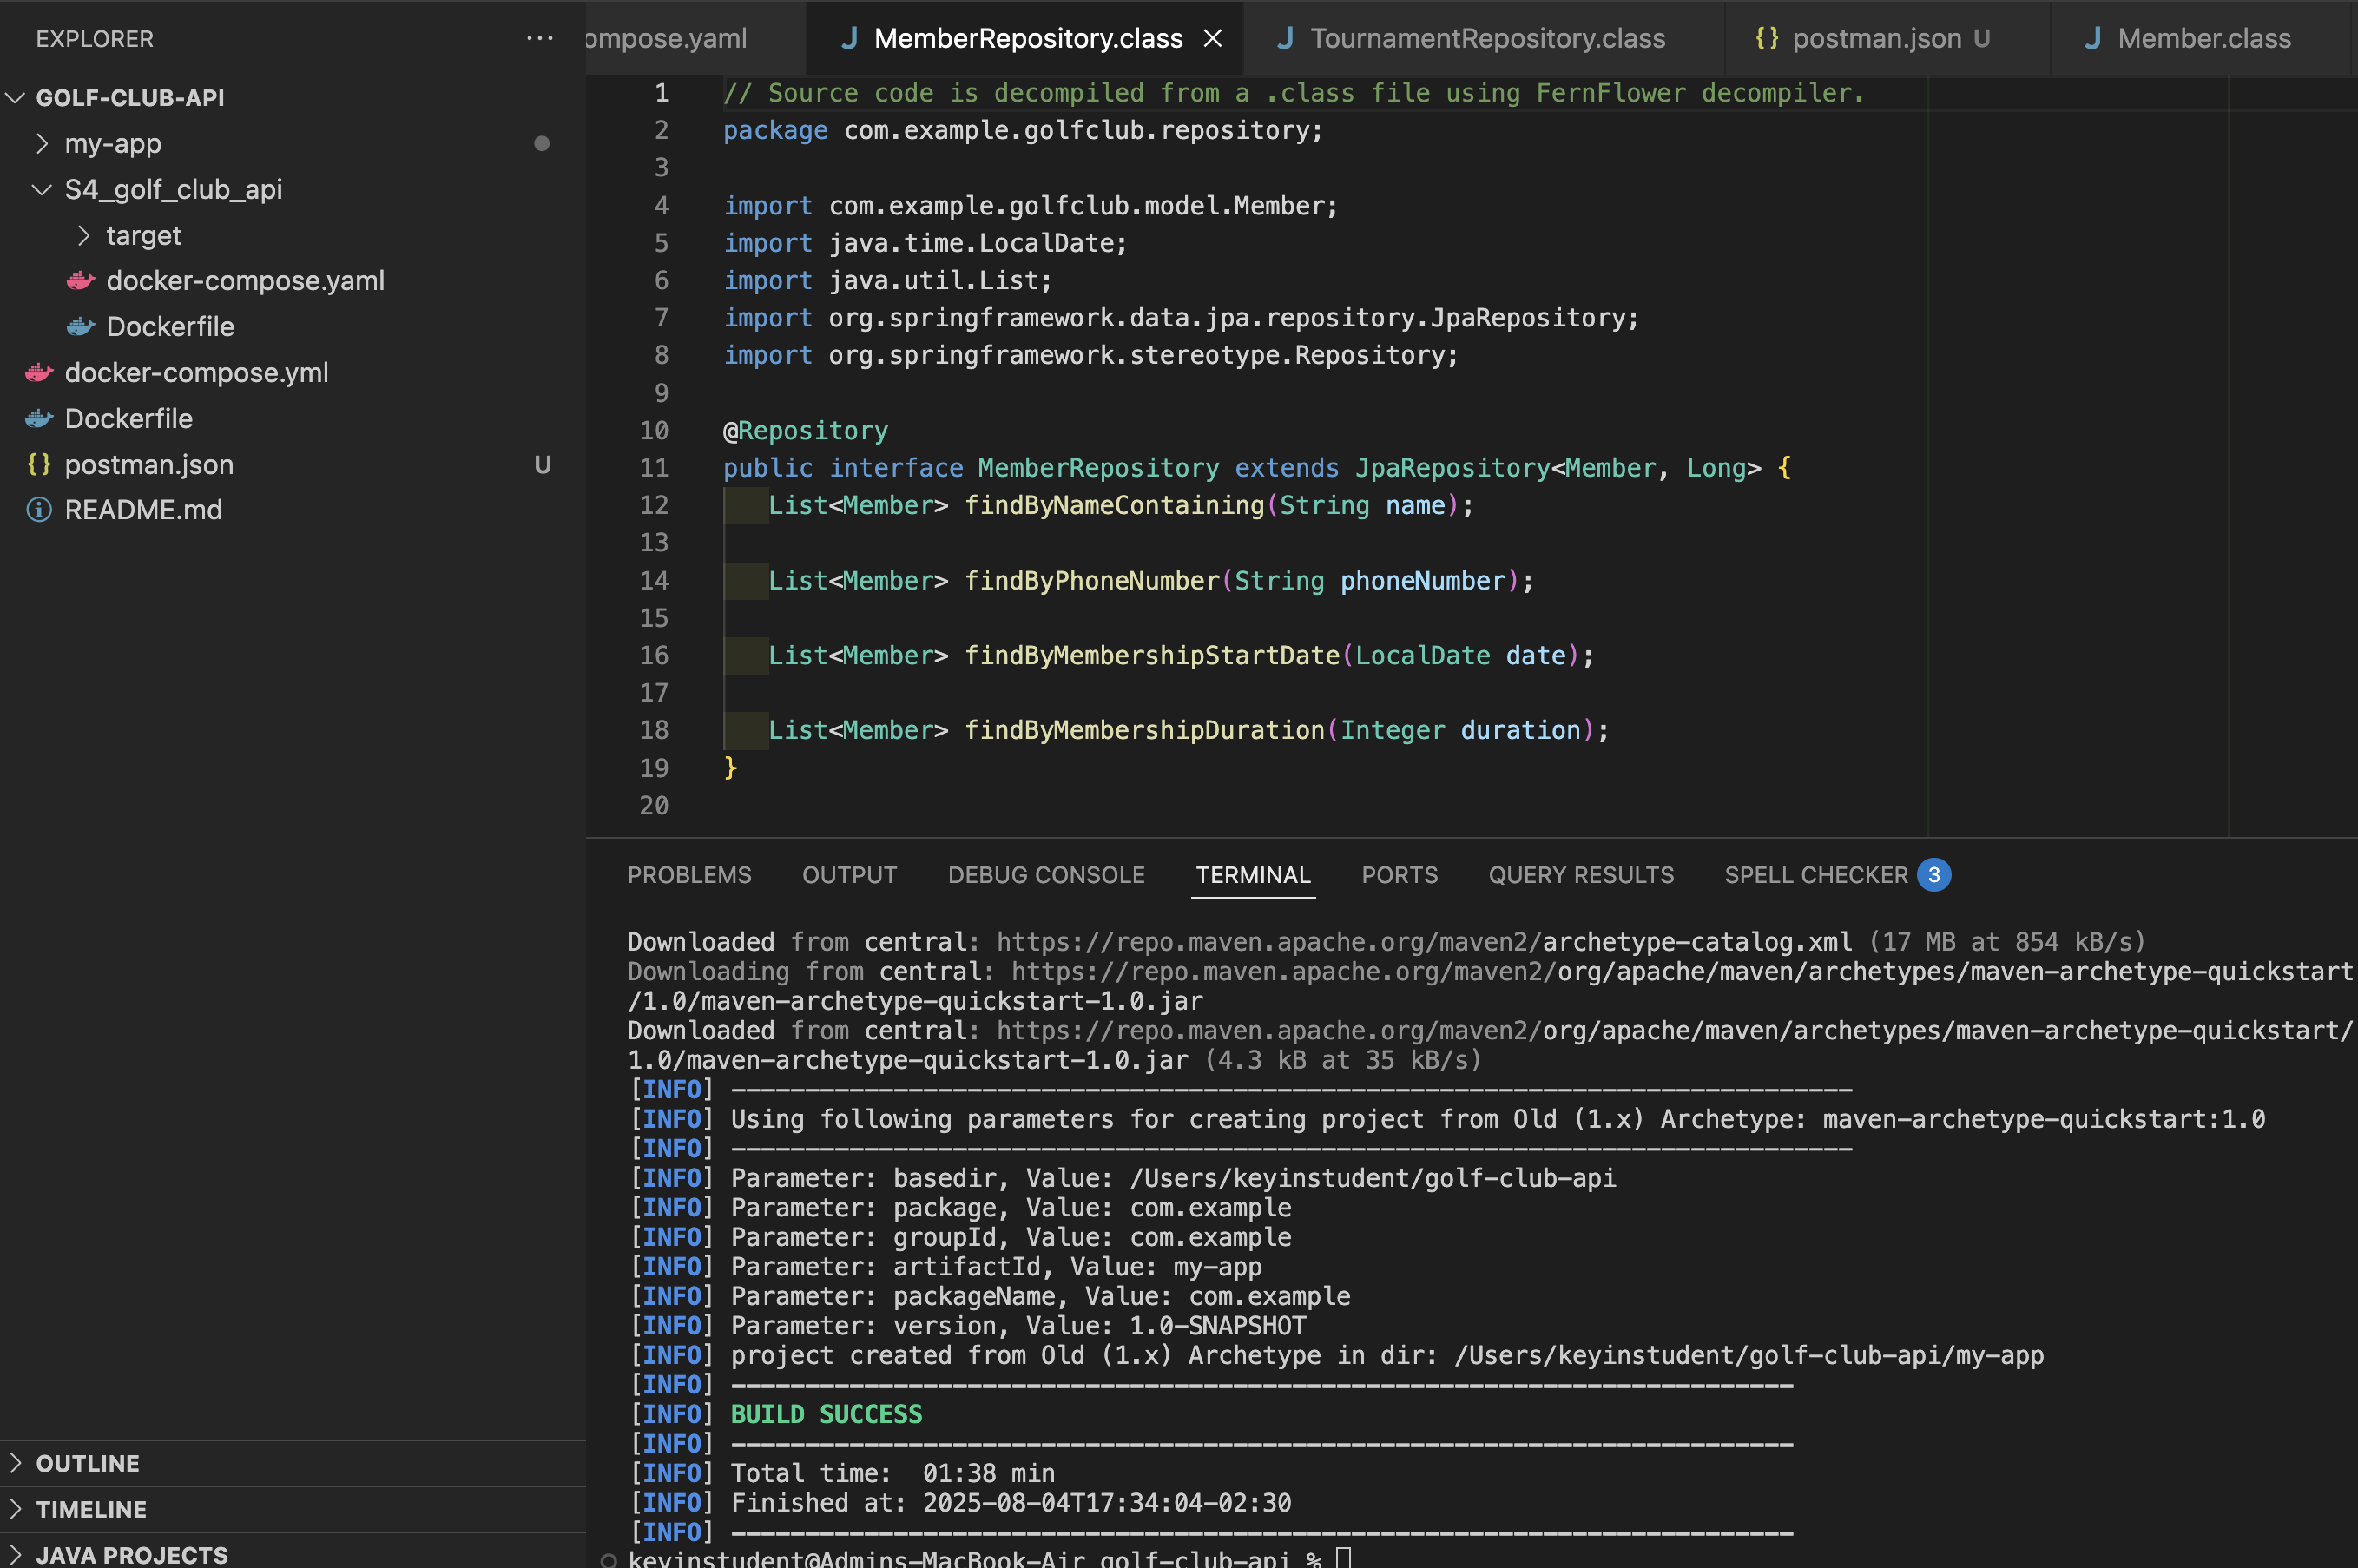 EXPLORER
GOLF-CLUB-API
my-app
S4_golf_club_api
target
docker-compose.yaml
Dockerfile
docker-compose.yml
Dockerfile
{} postman.json U
README.md
OUTLINE
TIMELINE
JAVA PROJECTS
ompose.yaml
J MemberRepository.class
J TournamentRepository.class
{} postman.json U
J Member.class
1 // Source code is decompiled from a .class file using FernFlower decompiler.
2 package com.example.golfclub.repository;
3
4 import com.example.golfclub.model.Member;
5 import java.time.LocalDate;
6 import java.util.List;
7 import org.springframework.data.jpa.repository.JpaRepository;
8 import org.springframework.stereotype.Repository;
9
10 @Repository
11 public interface MemberRepository extends JpaRepository<Member, Long> {
12 List<Member> findByNameContaining(String name);
13
14 List<Member> findByPhoneNumber(String phoneNumber);
15
16 List<Member> findByMembershipStartDate(LocalDate date);
17
18 List<Member> findByMembershipDuration(Integer duration);
19 }
20
PROBLEMS OUTPUT DEBUG CONSOLE TERMINAL PORTS QUERY RESULTS SPELL CHECKER 3
Downloaded from central: https://repo.maven.apache.org/maven2/archetype-catalog.xml (17 MB at 854 kB/s)
Downloading from central: https://repo.maven.apache.org/maven2/org/apache/maven/archetypes/maven-archetype-quickstart
/1.0/maven-archetype-quickstart-1.0.jar
Downloaded from central: https://repo.maven.apache.org/maven2/org/apache/maven/archetypes/maven-archetype-quickstart/
1.0/maven-archetype-quickstart-1.0.jar (4.3 kB at 35 kB/s)
[INFO] ----------------------------------------------------------------------------
[INFO] Using following parameters for creating project from Old (1.x) Archetype: maven-archetype-quickstart:1.0
[INFO] ----------------------------------------------------------------------------
[INFO] Parameter: basedir, Value: /Users/keyinstudent/golf-club-api
[INFO] Parameter: package, Value: com.example
[INFO] Parameter: groupId, Value: com.example
[INFO] Parameter: artifactId, Value: my-app
[INFO] Parameter: packageName, Value: com.example
[INFO] Parameter: version, Value: 1.0-SNAPSHOT
[INFO] project created from Old (1.x) Archetype in dir: /Users/keyinstudent/golf-club-api/my-app
[INFO] ------------------------------------------------------------------------
[INFO] BUILD SUCCESS
[INFO] ------------------------------------------------------------------------
[INFO] Total time:  01:38 min
[INFO] Finished at: 2025-08-04T17:34:04-02:30
[INFO] ------------------------------------------------------------------------
keyinstudent@Admins-MacBook-Air golf-club-api %